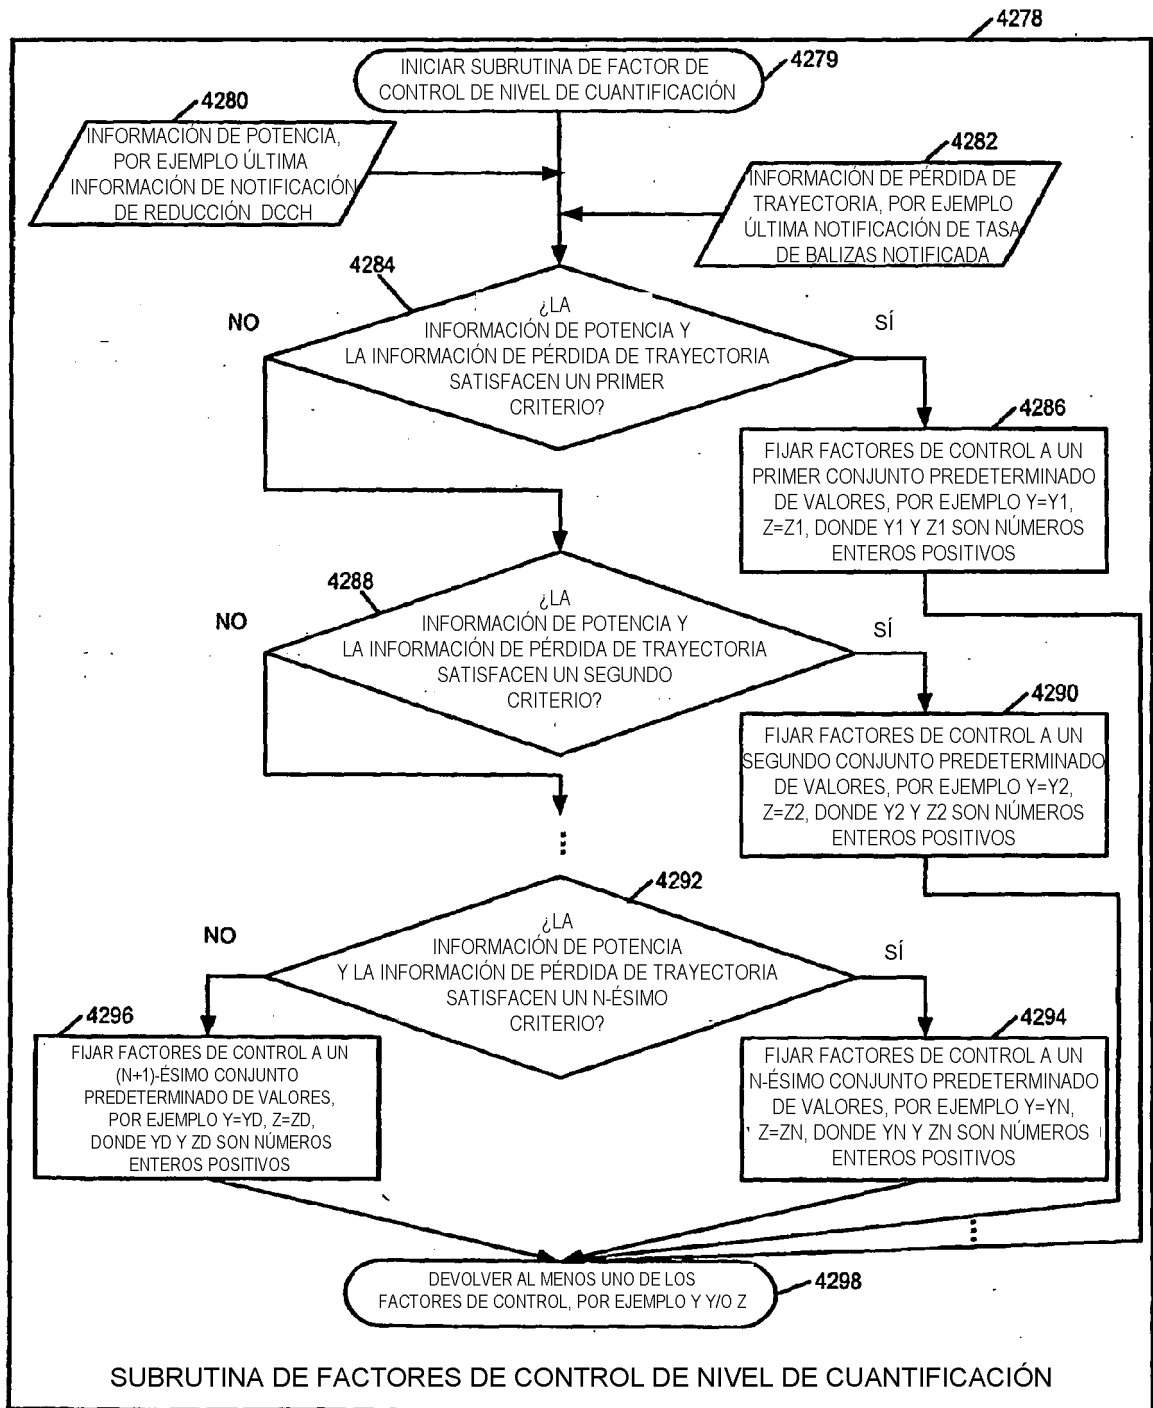 4278
INICIAR SUBRUTINA DE FACTOR DE
CONTROL DE NIVEL DE CUANTIFICACIÓN
4279
4280
INFORMACIÓN DE POTENCIA,
POR EJEMPLO ÚLTIMA
INFORMACIÓN DE NOTIFICACIÓN
DE REDUCCIÓN DCCH
4282
INFORMACIÓN DE PÉRDIDA DE
TRAYECTORIA, POR EJEMPLO
ÚLTIMA NOTIFICACIÓN DE TASA
DE BALIZAS NOTIFICADA
4284
¿LA
INFORMACIÓN DE POTENCIA Y
LA INFORMACIÓN DE PÉRDIDA DE TRAYECTORIA
SATISFACEN UN PRIMER
CRITERIO?
NO
SÍ
4286
FIJAR FACTORES DE CONTROL A UN
PRIMER CONJUNTO PREDETERMINADO
DE VALORES, POR EJEMPLO Y=Y1,
Z=Z1, DONDE Y1 Y Z1 SON NÚMEROS
ENTEROS POSITIVOS
4288
¿LA
INFORMACIÓN DE POTENCIA Y
LA INFORMACIÓN DE PÉRDIDA DE TRAYECTORIA
SATISFACEN UN SEGUNDO
CRITERIO?
NO
SÍ
4290
FIJAR FACTORES DE CONTROL A UN
SEGUNDO CONJUNTO PREDETERMINADO
DE VALORES, POR EJEMPLO Y=Y2,
Z=Z2, DONDE Y2 Y Z2 SON NÚMEROS
ENTEROS POSITIVOS
4292
¿LA
INFORMACIÓN DE POTENCIA
Y LA INFORMACIÓN DE PÉRDIDA DE TRAYECTORIA
SATISFACEN UN N-ÉSIMO
CRITERIO?
NO
SÍ
4296
FIJAR FACTORES DE CONTROL A UN
(N+1)-ÉSIMO CONJUNTO
PREDETERMINADO DE VALORES,
POR EJEMPLO Y=YD, Z=ZD,
DONDE YD Y ZD SON NÚMEROS
ENTEROS POSITIVOS
4294
FIJAR FACTORES DE CONTROL A UN
N-ÉSIMO CONJUNTO PREDETERMINADO
DE VALORES, POR EJEMPLO Y=YN,
Z=ZN, DONDE YN Y ZN SON NÚMEROS
ENTEROS POSITIVOS
DEVOLVER AL MENOS UNO DE LOS
FACTORES DE CONTROL, POR EJEMPLO Y Y/O Z
4298
SUBRUTINA DE FACTORES DE CONTROL DE NIVEL DE CUANTIFICACIÓN